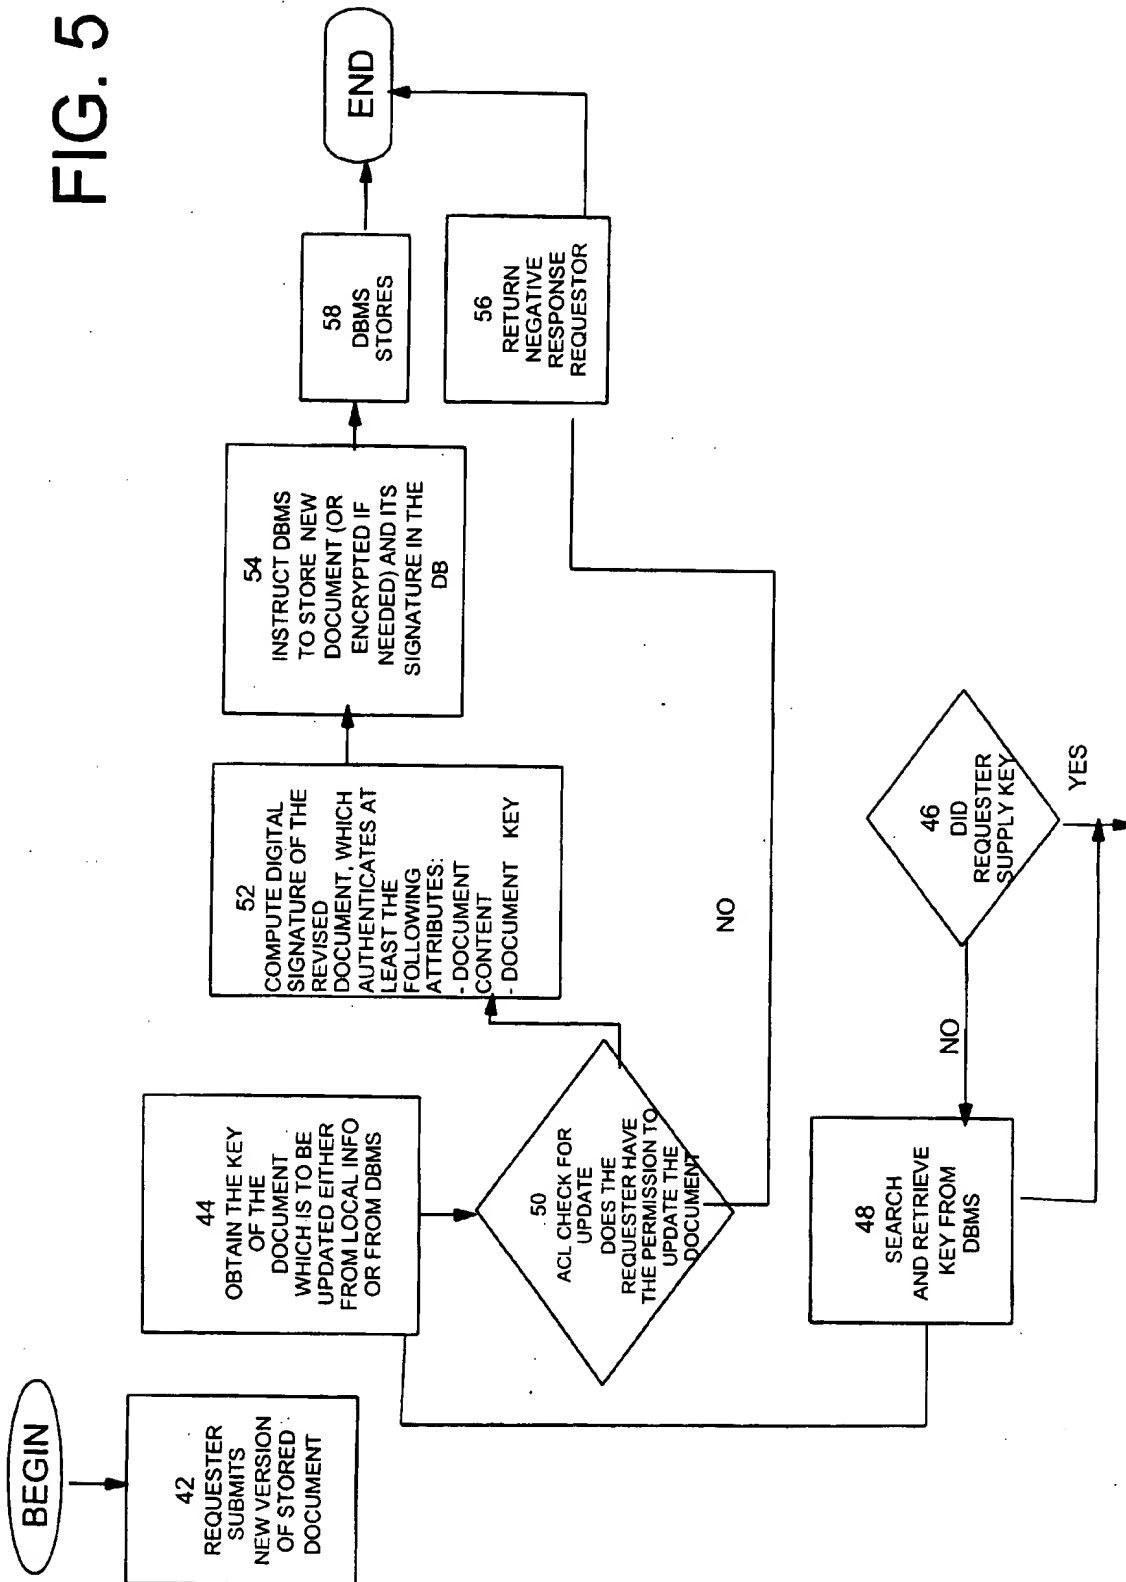 FIG. 5
BEGIN
42
REQUESTER
SUBMITS
NEW VERSION
OF STORED
DOCUMENT
44
OBTAIN THE KEY
OF THE
DOCUMENT
WHICH IS TO BE
UPDATED EITHER
FROM LOCAL INFO
OR FROM DBMS
50
ACL CHECK FOR
UPDATE
DOES THE
REQUESTER HAVE
THE PERMISSION TO
UPDATE THE
DOCUMENT
52
COMPUTE DIGITAL
SIGNATURE OF THE
REVISED
DOCUMENT, WHICH
AUTHENTICATES AT
LEAST THE
FOLLOWING
ATTRIBUTES:
- DOCUMENT
CONTENT
- DOCUMENT KEY
54
INSTRUCT DBMS
TO STORE NEW
DOCUMENT (OR
ENCRYPTED IF
NEEDED) AND ITS
SIGNATURE IN THE
DB
58
DBMS
STORES
END
56
RETURN
NEGATIVE
RESPONSE
REQUESTOR
NO
46
DID
REQUESTER
SUPPLY KEY
YES
NO
48
SEARCH
AND RETRIEVE
KEY FROM
DBMS